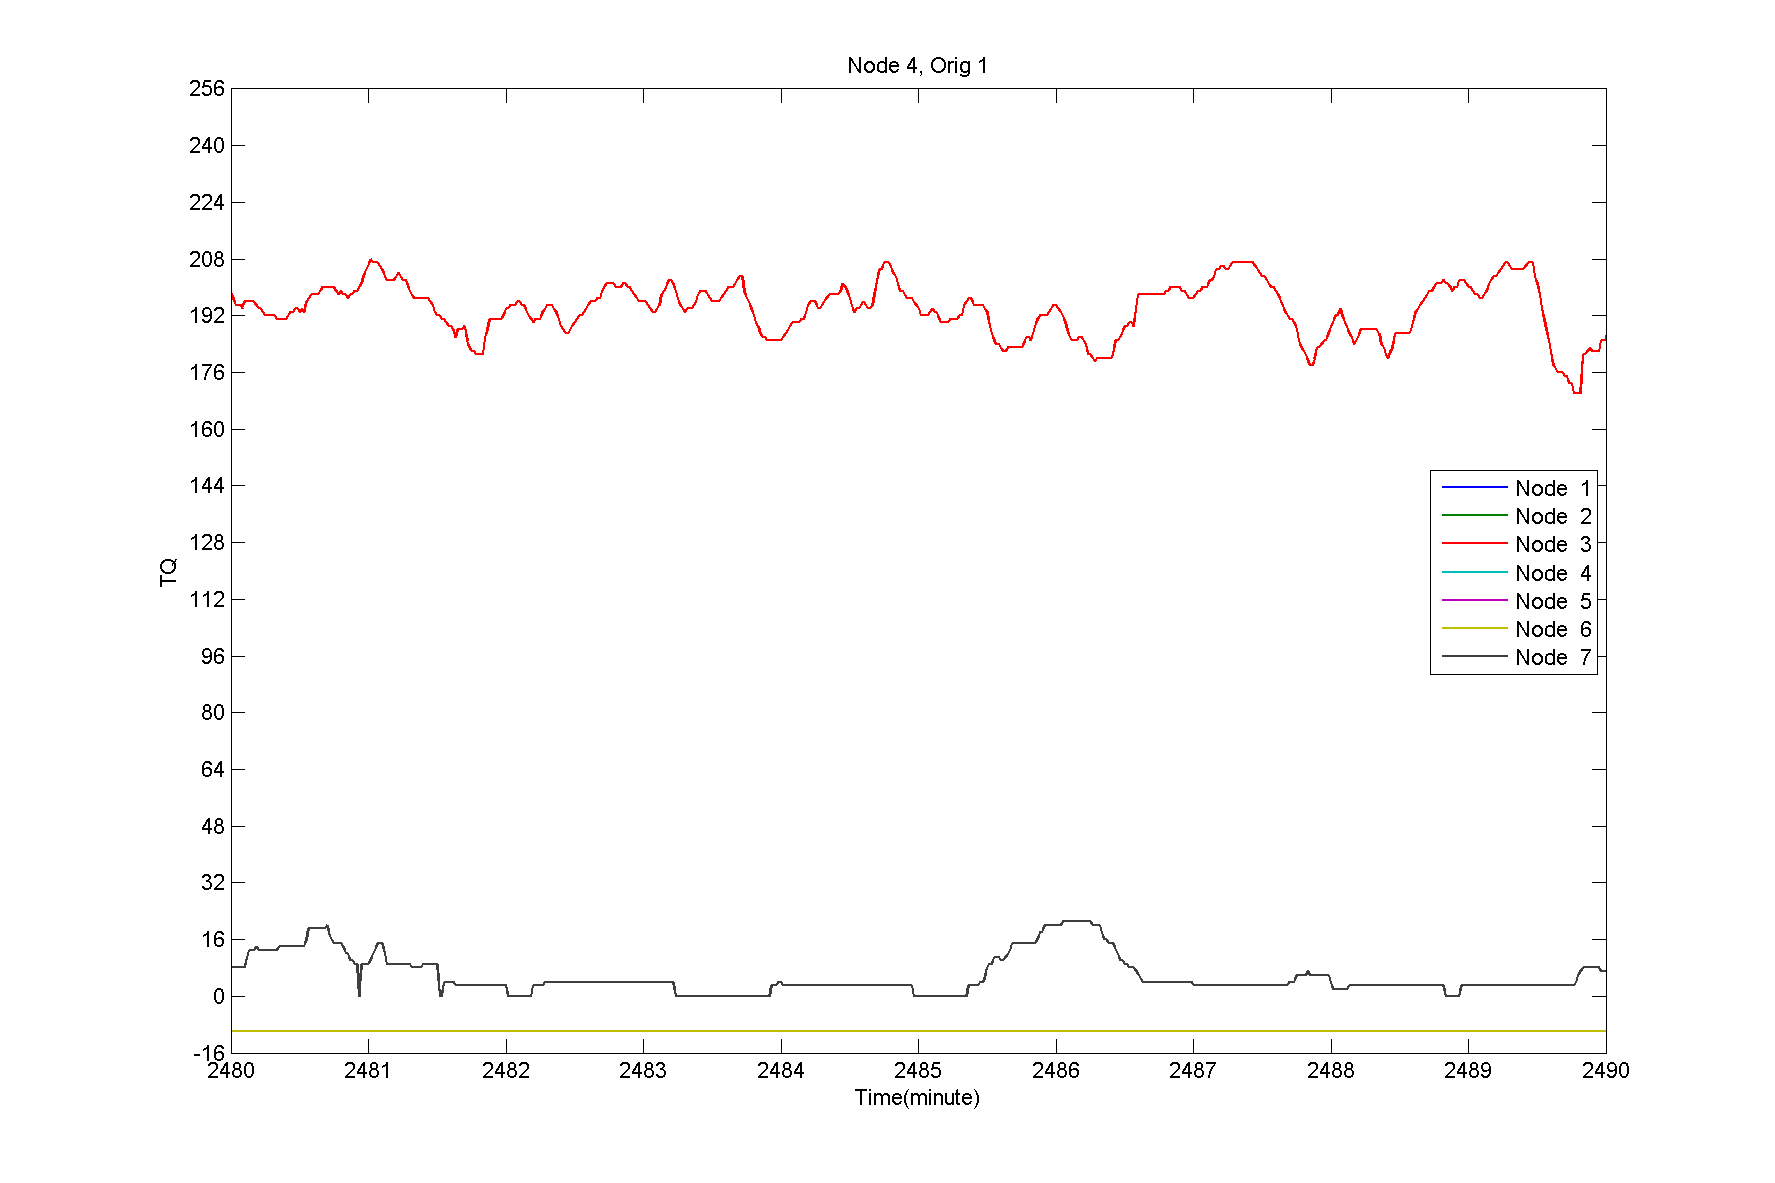 Node 4, Orig 1
256
240
224
208
192
176
160
144
128
112
96
80
64
48
32
16
0
-16
TQ
Node 1
Node 2
Node 3
Node 4
Node 5
Node 6
Node 7
2480 2481 2482 2483 2484 2485 2486 2487 2488 2489 2490
Time(minute)